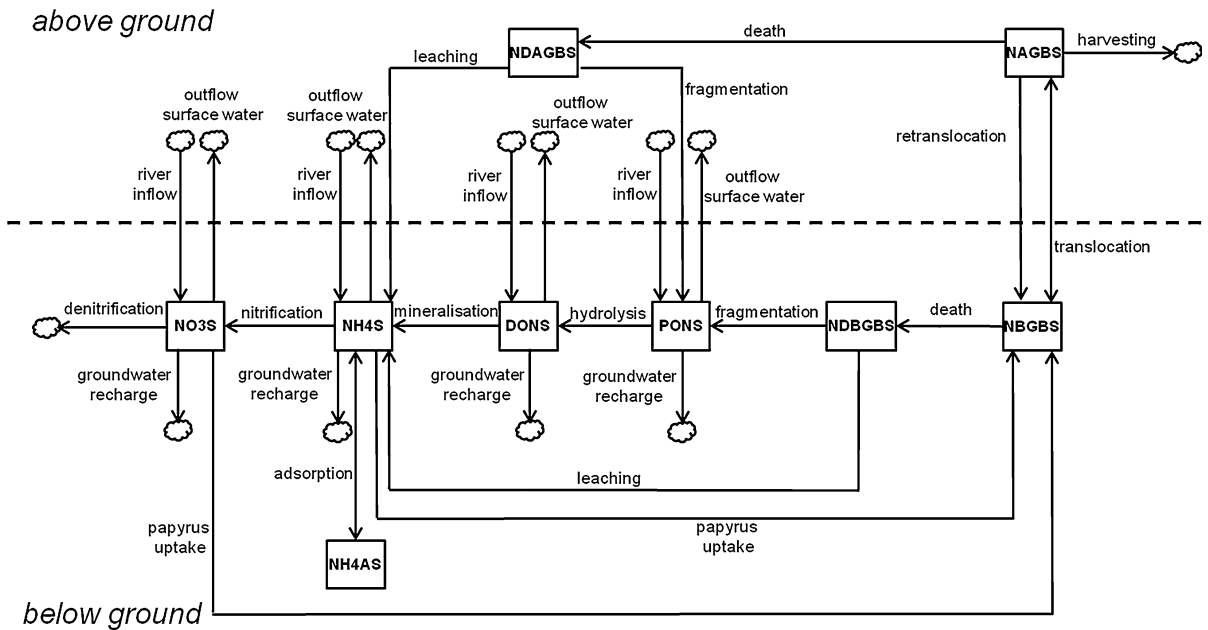 above ground
death
harvesting
NDAGBS
NAGBS
leaching
fragmentation
outflow
surface water
outflow
surface water
outflow
surface water
retranslocation
river
inflow
river
inflow
river
inflow
river
inflow
outflow
surface water
translocation
denitrification
NO3S
nitrification
NH4S
mineralisation
DONS
hydrolysis
PONS
fragmentation
NDBGBS
death
NBGBS
groundwater
recharge
groundwater
recharge
groundwater
recharge
groundwater
recharge
adsorption
leaching
papyrus
uptake
papyrus
uptake
NH4AS
below ground